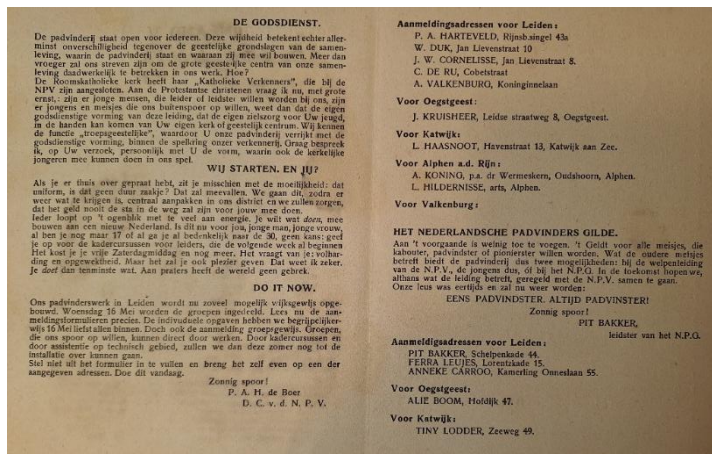 DE GODSDIENST.
De padvinderij staat open voor iedereen. Deze wijdheid betekent echter aller-
minst onverschilligheid tegenover de geestelijke grondslagen van de samen-
leving, waarin de padvinderij staat en waaraan zij mee wil bouwen. Meer dan
vroeger zal ons streven zijn om de grote geestelijke centra van onze samen-
leving daadwerkelijk te betrekken in ons werk. Hoe?
De Roomskatholieke kerk heeft haar „Katholieke Verkenners", die bij de
NPV zijn aangesloten. Aan de Protestantse christenen vraag ik nu, met grote
ernst,: zijn er jonge mensen, die leider of leidster willen worden bij ons, zijn
er jongens en meisjes die ons buitenspoor op willen, weet dan dat de eigen
godsdienstige vorming van deze leiding, dat de eigen zielszorg voor Uw jeugd,
in de handen kan komen van Uw eigen kerk of geestelijk centrum. Wij kennen
de functie „troepsgeestelijke", waardoor U onze padvinderij verrijkt met de
godsdienstige vorming, binnen de spelkring onzer verkennerij. Graag bespreek
ik, op Uw verzoek, persoonlijk met U de vorm, waarin ook de kerkelijke
jongeren mee kunnen doen in ons spel.
WIJ STARTEN. EN JIJ?
Als je er thuis over gepraat hebt, zit je misschien met de moeilijkheid: dat
uniform, is dat geen duur zaakje? Dat zal meevallen. We gaan dit, zodra er
weer wat te krijgen is, centraal aanpakken in ons district en we zullen zorgen,
dat het geld nooit de sta in de weg zal zijn voor jouw mee doen.
Ieder loopt op 't ogenblik met te veel aan energie. Je wilt wat doen, mee
bouwen aan een nieuw Nederland. Is dit nu voor jou, jonge man, jonge vrouw,
al ben je nog maar 17 of al ga je al bedenkelijk naar de 30, geen kans: geef
je op voor de kadercursussen voor leiders, die de volgende week al beginnen
Het kost je je vrije Zaterdagsmiddag en nog meer. Het vraagt van je: volhar-
ding en opgewektheid. Maar het zal je ook plezier geven. Dat weet ik zeker.
Je doet dan tenminste wat. Aan praters heeft de wereld geen gebrek.
DO IT NOW.
Ons padvinderswerk in Leiden wordt nu zoveel mogelijk wijksgewijs opge-
bouwd. Woensdag 16 Mei worden de groepen ingedeeld. Lees nu de aan-
meldingsformulieren precies. De individuele opgaven hebben we begrijpelijker-
wijs 16 Mei liefst allen binnen. Doch ook de aanmelding groepsgewijs. Groepen,
die ons spoor op willen, kunnen direct door werken. Door kadercursussen en
door assistentie op technisch gebied, zullen we dan deze zomer nog tot de
installatie over kunnen gaan.
Stel niet uit het formulier in te vullen en breng het zelf even op een der
aangegeven adressen. Doe dit vandaag.
Zonnig spoor!
P. A. H. de Boer
D. C. v. d. N. P. V.
Aanmeldingsadressen voor Leiden:
P. A. HARTEVELD, Rijnsb.singel 43a
W. DUK, Jan Lievenstraat 10
J. W. CORNELISSE, Jan Lievenstraat 8.
C. DE RU, Cobetstraat
A. VALKENBURG, Koninginnelaan
Voor Oegstgeest:
J. KRUISHEER, Leidse straatweg 8, Oegstgeest.
Voor Katwijk:
L. HAASNOOT, Havenstraat 13, Katwijk aan Zee.
Voor Alphen a.d. Rijn:
A. KONING, p.a. dr Wermeskern, Oudshoorn, Alphen.
L. HILDERNISSE, arts, Alphen.
Voor Valkenburg:
HET NEDERLANDSCHE PADVINDERS GILDE.
Aan 't voorgaande is weinig toe te voegen. 't Geldt voor alle meisjes, die
kabouter, padvindster of pionierster willen worden. Wat de oudere meisjes
betreft biedt de padvinderij dus twee mogelijkheden: bij de welpenleiding
van de N.P.V., de jongens dus, óf bij het N.P.G. In de toekomst hopen we,
althans wat de leiding betreft, geregeld met de N.P.V. samen te gaan.
Onze leus was eertijds en zal nu weer worden:
EENS PADVINDSTER. ALTIJD PADVINSTER!
Zonnig spoor!
PIT BAKKER,
leidster van het N.P.G.
Aanmeldingsadressen voor Leiden:
PIT BAKKER, Schelpenkade 44.
FERRA LEUJES, Lorentzkade 15.
ANNEKE CARROO, Kamerling Onneslaan 55.
Voor Oegstgeest:
ALIE BOOM, Hofdijk 47.
Voor Katwijk:
TINY LODDER, Zeeweg 49.